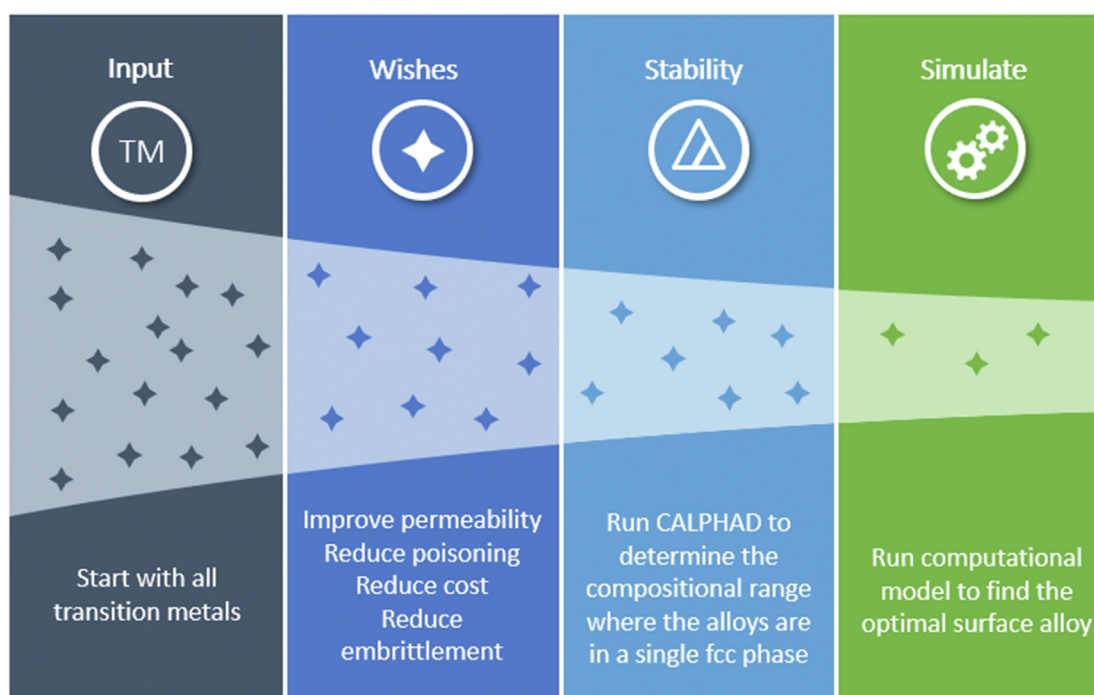 Input
TM
Start with all
transition metals
Wishes
Improve permeability
Reduce poisoning
Reduce cost
Reduce
embrittlement
Stability
Run CALPHAD to
determine the
compositional range
where the alloys are
in a single fcc phase
Simulate
Run computational
model to find the
optimal surface alloy